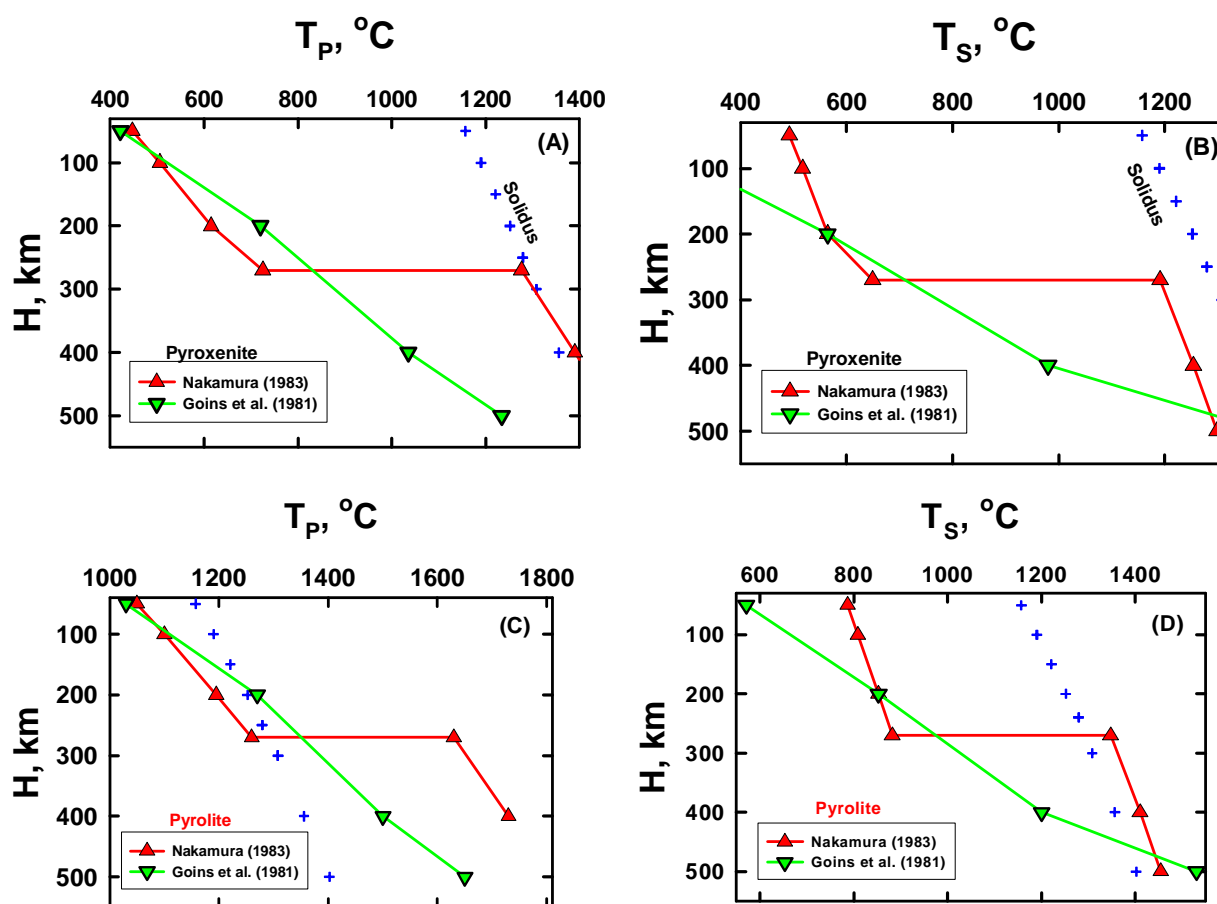 T_P, °C
400 600 800 1000 1200 1400
(A)
Solidus
H, km
100
200
300
400
500
Pyroxenite
Nakamura (1983)
Goins et al. (1981)
T_S, °C
400 600 800 1000 1200
(B)
Solidus
H, km
100
200
300
400
500
Pyroxenite
Nakamura (1983)
Goins et al. (1981)
T_P, °C
1000 1200 1400 1600 1800
(C)
H, km
100
200
300
400
500
Pyrolite
Nakamura (1983)
Goins et al. (1981)
T_S, °C
600 800 1000 1200 1400
(D)
H, km
100
200
300
400
500
Pyrolite
Nakamura (1983)
Goins et al. (1981)